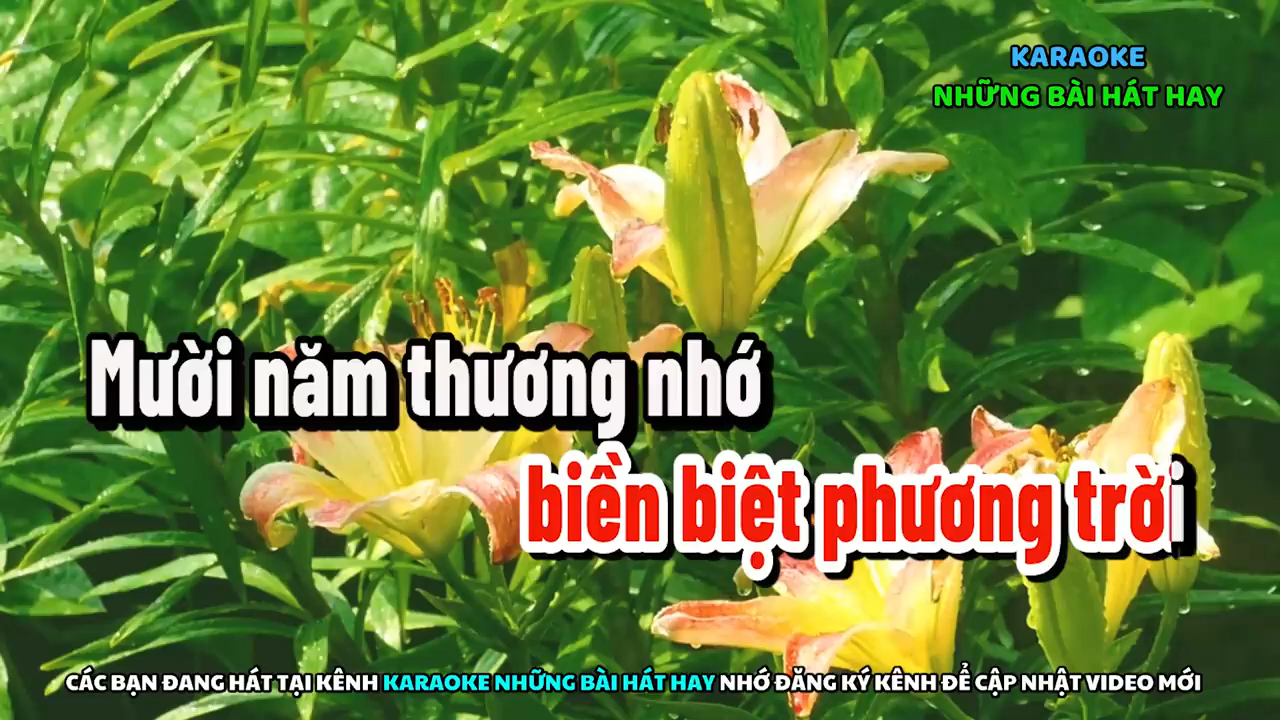 KARAOKE
NHỮNG BÀI HÁT HAY
Mười năm thương nhớ
biền biệt phương trời
CÁC BẠN ĐANG HÁT TẠI KÊNH KARAOKE NHỮNG BÀI HÁT HAY NHỚ ĐĂNG KÝ KÊNH ĐỂ CẬP NHẬT VIDEO MỚI